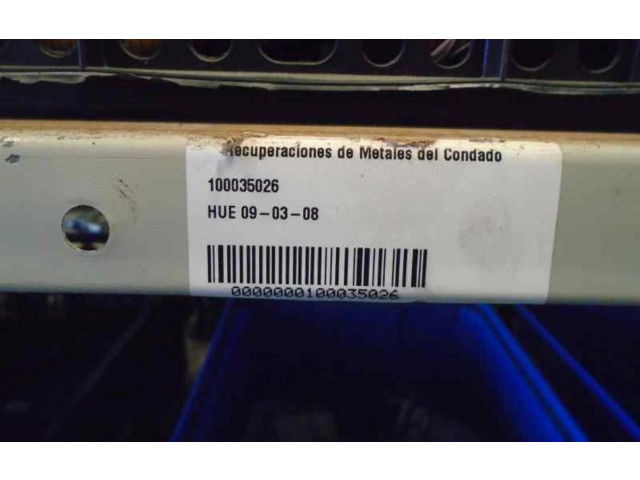 Recuperaciones de Metales del Condado
100035026
HUE 09-03-08
0000000100035026